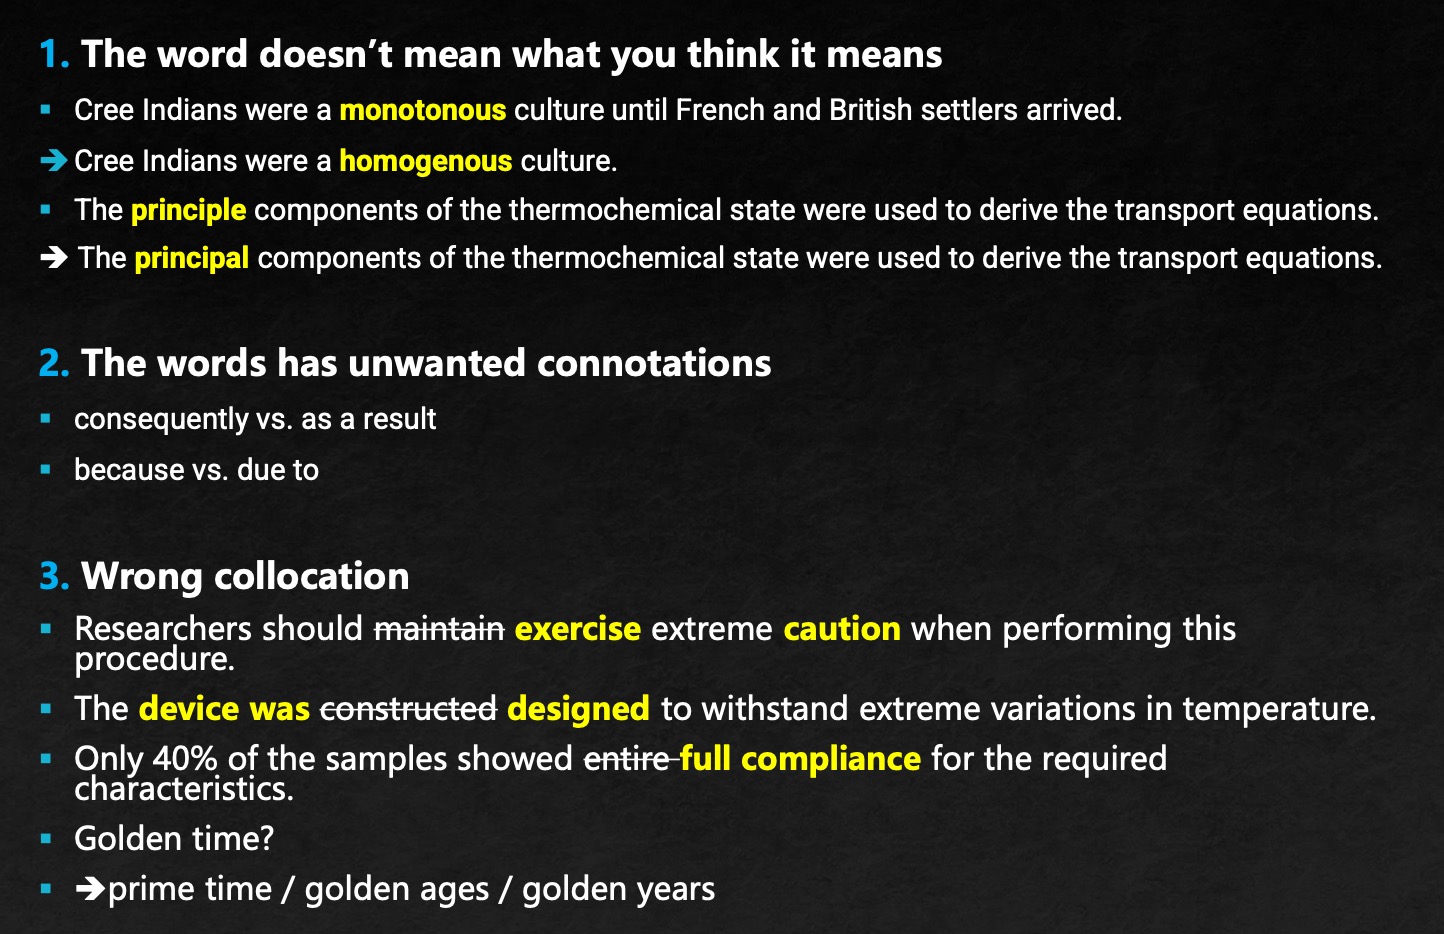 1. The word doesn’t mean what you think it means
▪ Cree Indians were a monotonous culture until French and British settlers arrived.
➔ Cree Indians were a homogenous culture.
▪ The principle components of the thermochemical state were used to derive the transport equations.
➔ The principal components of the thermochemical state were used to derive the transport equations.
2. The words has unwanted connotations
▪ consequently vs. as a result
▪ because vs. due to
3. Wrong collocation
▪ Researchers should maintain exercise extreme caution when performing this
procedure.
▪ The device was constructed designed to withstand extreme variations in temperature.
▪ Only 40% of the samples showed entire full compliance for the required
characteristics.
▪ Golden time?
▪ ➔prime time / golden ages / golden years